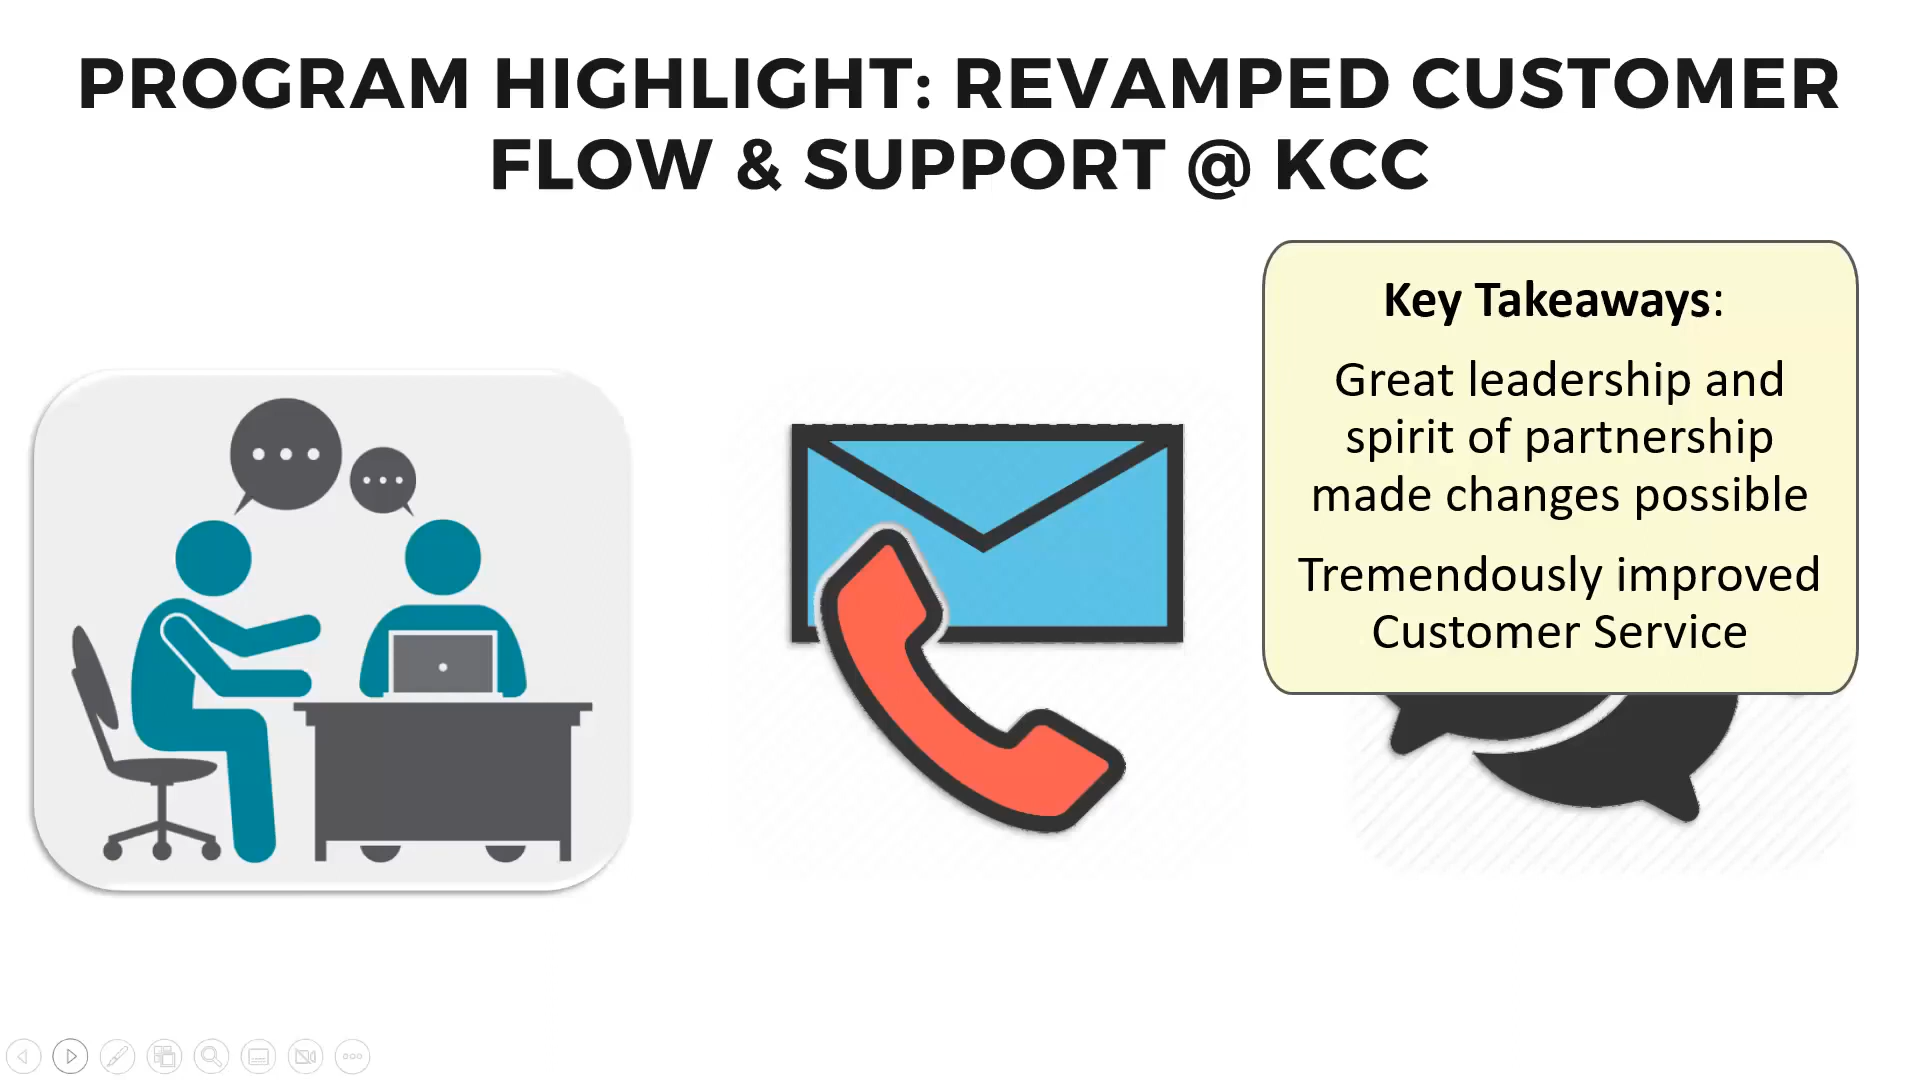 PROGRAM HIGHLIGHT: REVAMPED CUSTOMER
FLOW & SUPPORT @ KCC
Key Takeaways:
Great leadership and
spirit of partnership
made changes possible
Tremendously improved
Customer Service